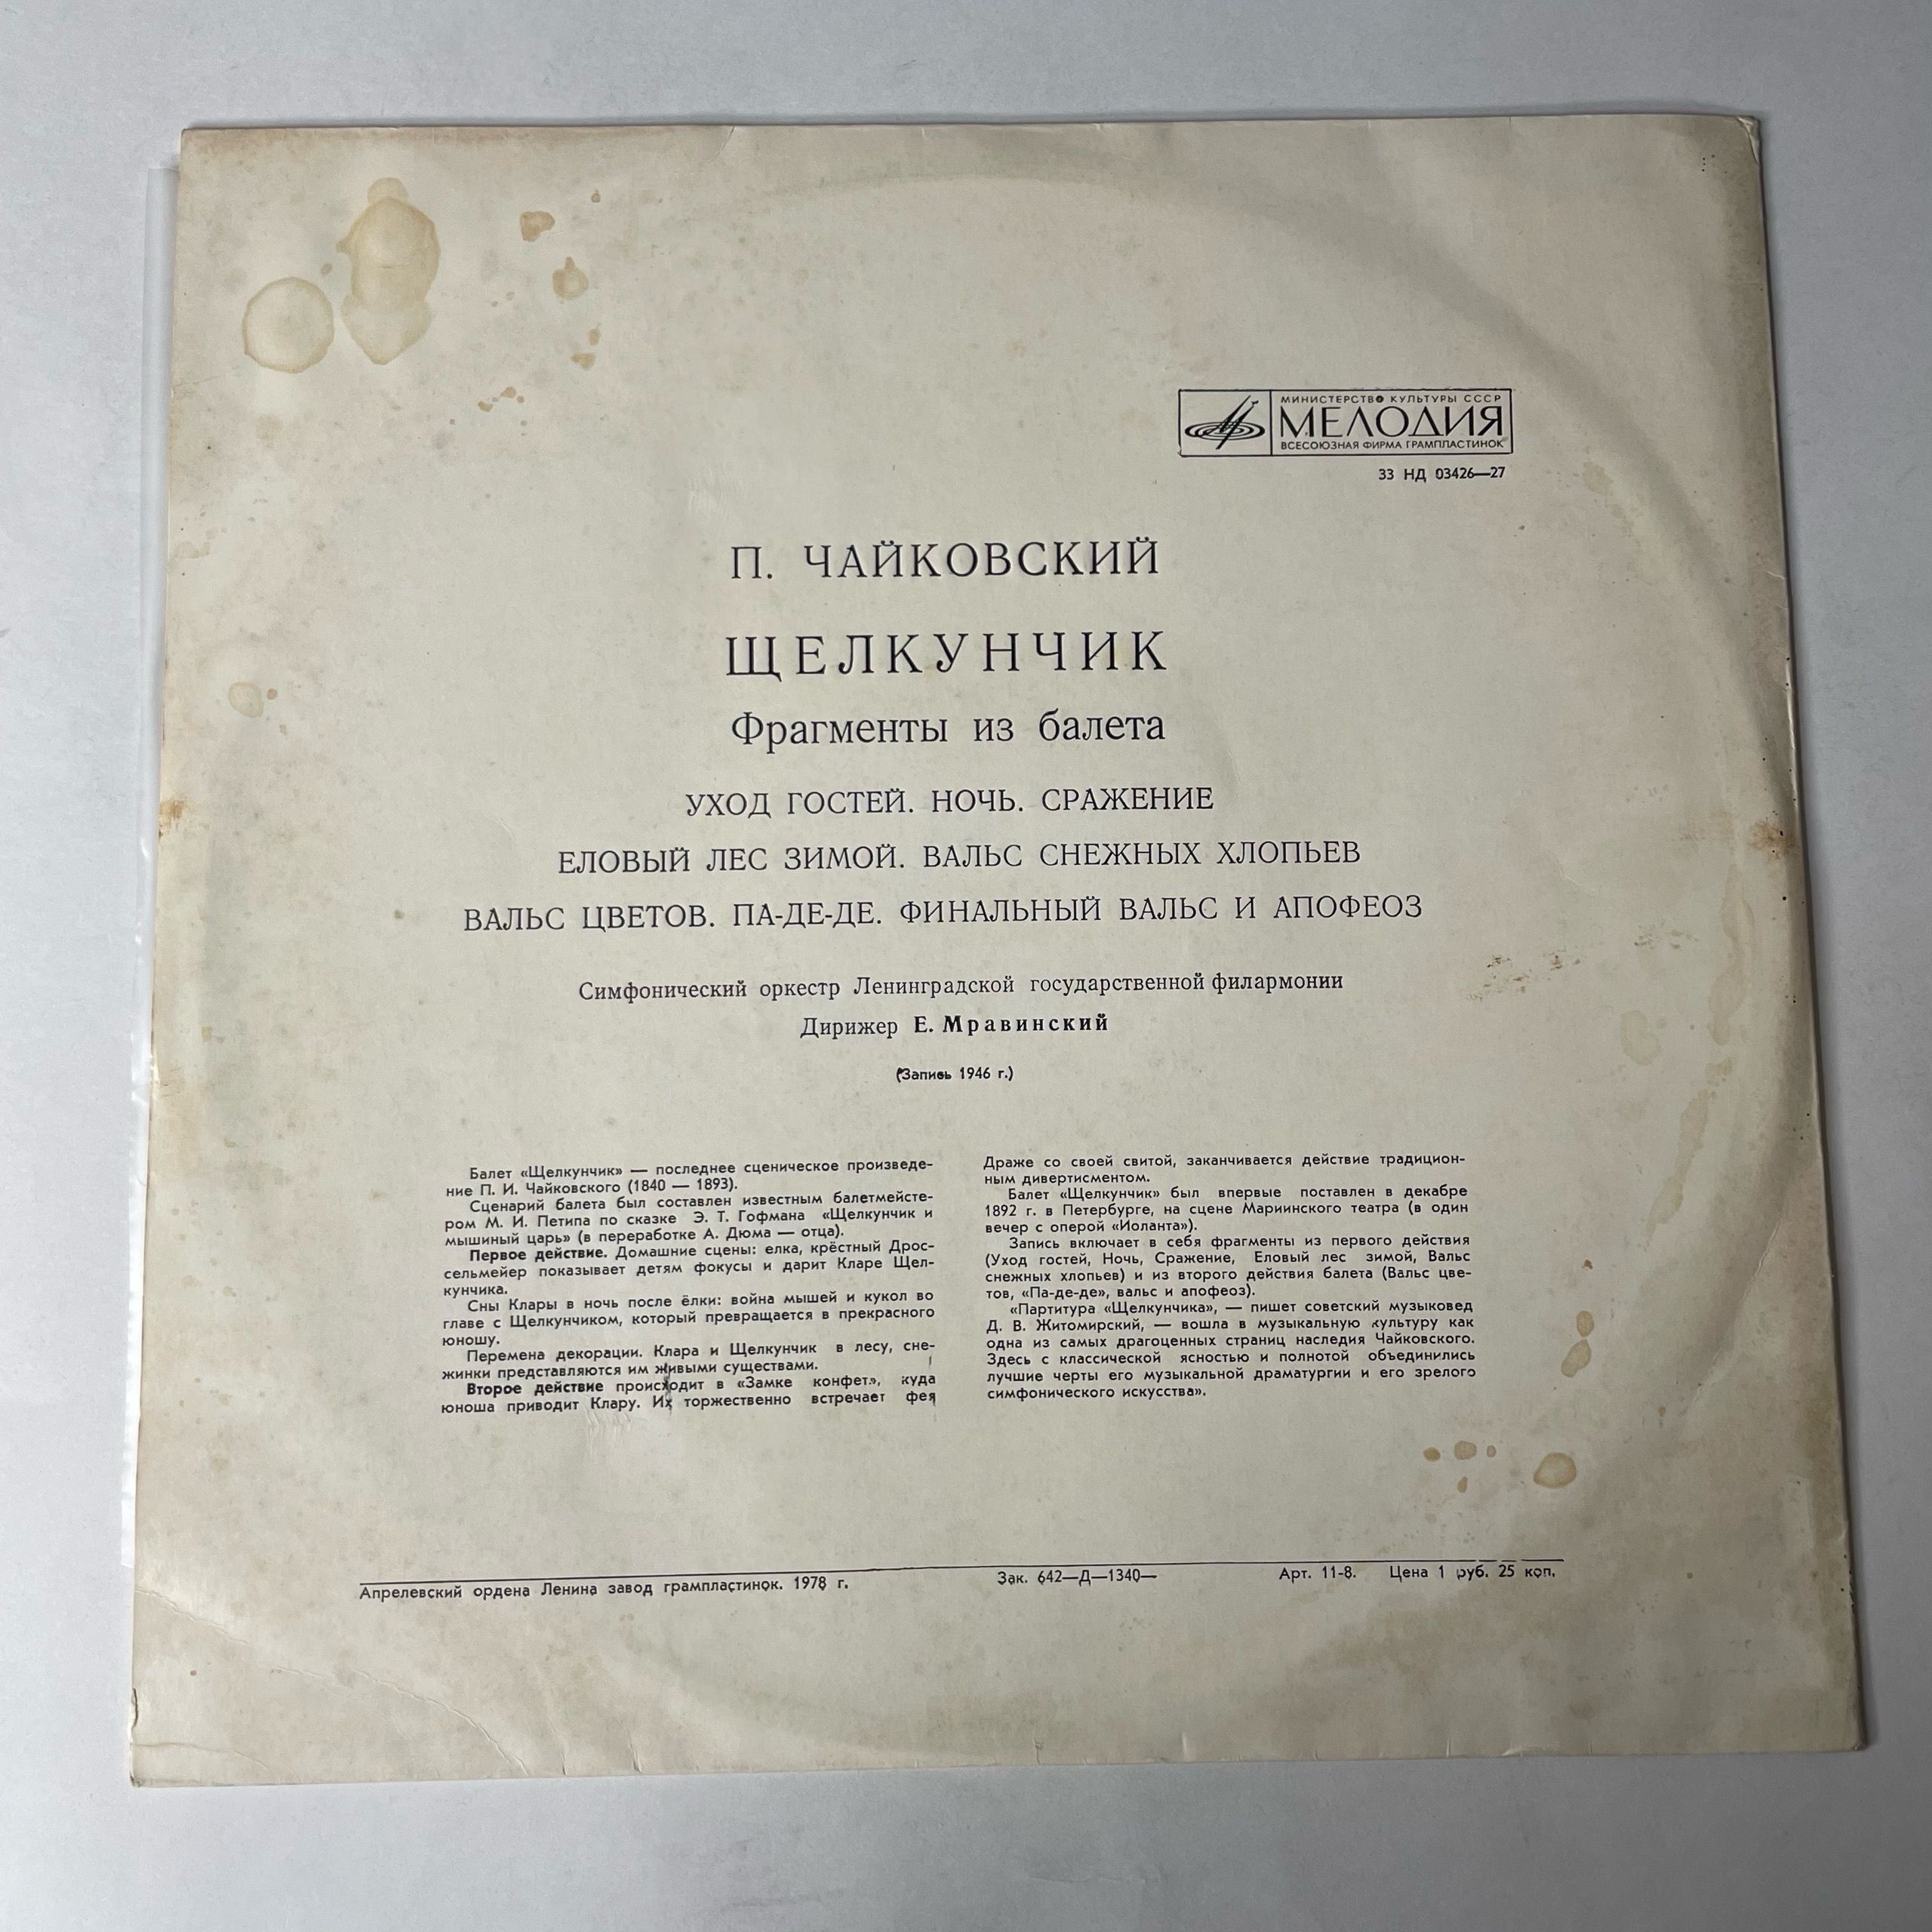 МИНИСТЕРСТВО КУЛЬТУРЫ СССР
МЕЛОДИЯ
ВСЕСОЮЗНАЯ ФИРМА ГРАМПЛАСТИНОК
33 НД 03426—27
П. ЧАЙКОВСКИЙ
ЩЕЛКУНЧИК
Фрагменты из балета
УХОД ГОСТЕЙ. НОЧЬ. СРАЖЕНИЕ
ЕЛОВЫЙ ЛЕС ЗИМОЙ. ВАЛЬС СНЕЖНЫХ ХЛОПЬЕВ
ВАЛЬС ЦВЕТОВ. ПА-ДЕ-ДЕ. ФИНАЛЬНЫЙ ВАЛЬС И АПОФЕОЗ
Симфонический оркестр Ленинградской государственной филармонии
Дирижер Е. Мравинский
(Запись 1946 г.)
Балет «Щелкунчик» — последнее сценическое произведе-
ние П. И. Чайковского (1840 — 1893).
Сценарий балета был составлен известным балетмейсте-
ром М. И. Петипа по сказке Э. Т. Гофмана «Щелкунчик и
мышиный царь» (в переработке А. Дюма — отца).
Первое действие. Домашние сцены: елка, крёстный Дрос-
сельмейер показывает детям фокусы и дарит Кларе Щел-
кунчика.
Сны Клары в ночь после ёлки: война мышей и кукол во
главе с Щелкунчиком, который превращается в прекрасного
юношу.
Перемена декорации. Клара и Щелкунчик в лесу, сне-
жинки представляются им живыми существами.
Второе действие происходит в «Замке конфет», куда
юноша приводит Клару. Их торжественно встречает фея
Драже со своей свитой, заканчивается действие традицион-
ным дивертисментом.
Балет «Щелкунчик» был впервые поставлен в декабре
1892 г. в Петербурге, на сцене Мариинского театра (в один
вечер с оперой «Иоланта»).
Запись включает в себя фрагменты из первого действия
(Уход гостей, Ночь, Сражение, Еловый лес зимой, Вальс
снежных хлопьев) и из второго действия балета (Вальс цве-
тов, «Па-де-де», вальс и апофеоз).
«Партитура «Щелкунчика», — пишет советский музыковед
Д. В. Житомирский, — вошла в музыкальную культуру как
одна из самых драгоценных страниц наследия Чайковского.
Здесь с классической ясностью и полнотой объединились
лучшие черты его музыкальной драматургии и его зрелого
симфонического искусства».
Апрелевский ордена Ленина завод грампластинок. 1978 г.
Зак. 642—Д—1340—
Арт. 11-8. Цена 1 руб. 25 коп.